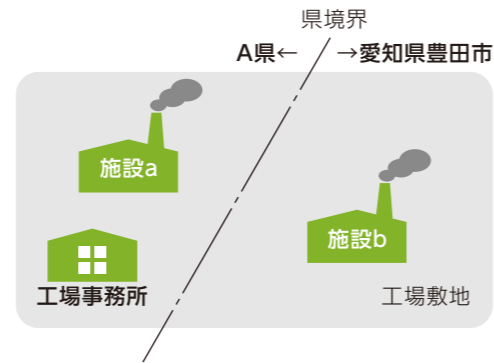 県境界
A県← →愛知県豊田市
施設a
施設b
工場事務所
工場敷地